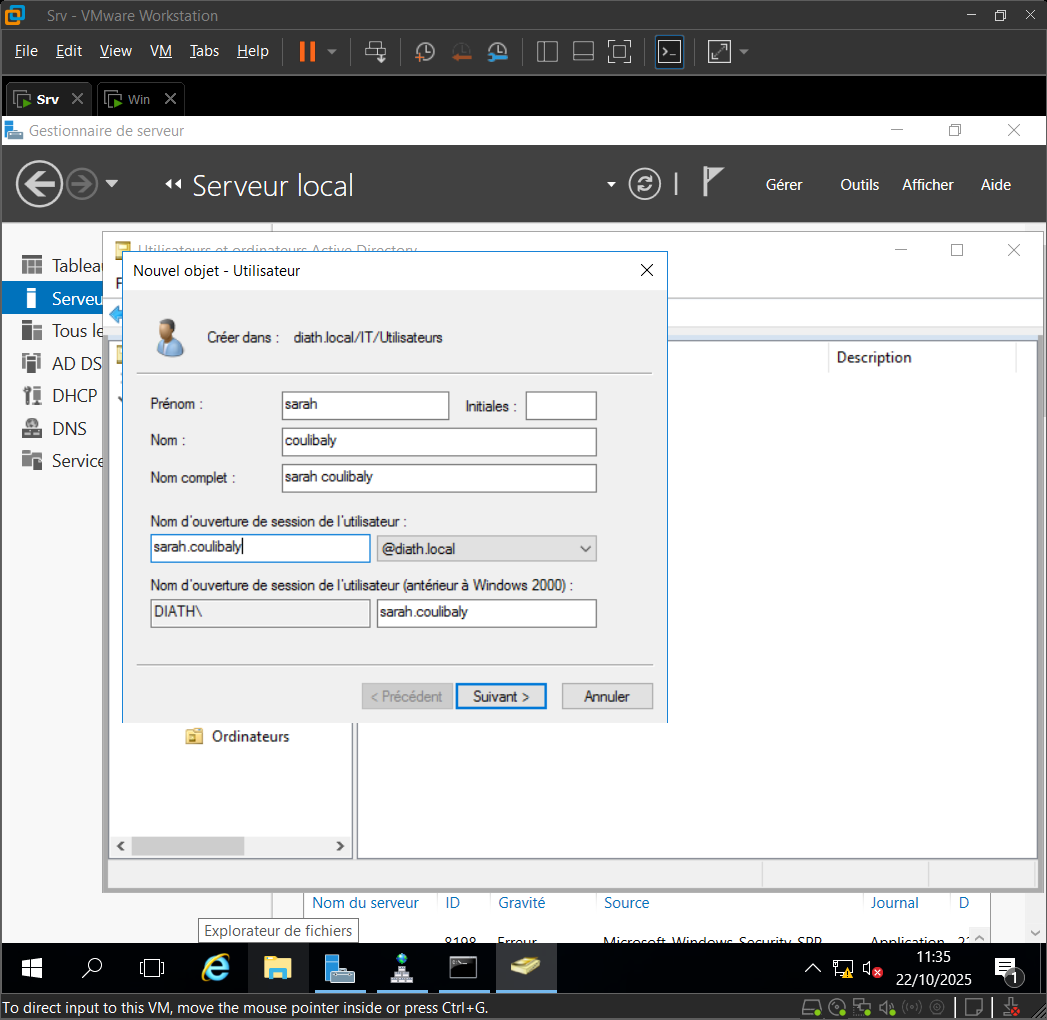 Srv - VMware Workstation
File Edit View VM Tabs Help
Srv Win
Gestionnaire de serveur
Serveur local
Gérer Outils Afficher Aide
Utilisateurs et ordinateurs Active Directory
Tableau
Nouvel objet - Utilisateur
F
Serveu
Créer dans : diath.local/IT/Utilisateurs
Tous le
Description
AD DS
DHCP
Prénom : sarah Initiales :
DNS
Nom : coulibaly
Service
Nom complet : sarah coulibaly
Nom d'ouverture de session de l'utilisateur :
sarah.coulibaly @diath.local
Nom d'ouverture de session de l'utilisateur (antérieur à Windows 2000) :
DIATH\ sarah.coulibaly
< Précédent Suivant > Annuler
Ordinateurs
Nom du serveur ID Gravité Source Journal D
Explorateur de fichiers
8198 Erreur Microsoft-Windows-Security-SPP Application
11:35
22/10/2025
1
To direct input to this VM, move the mouse pointer inside or press Ctrl+G.